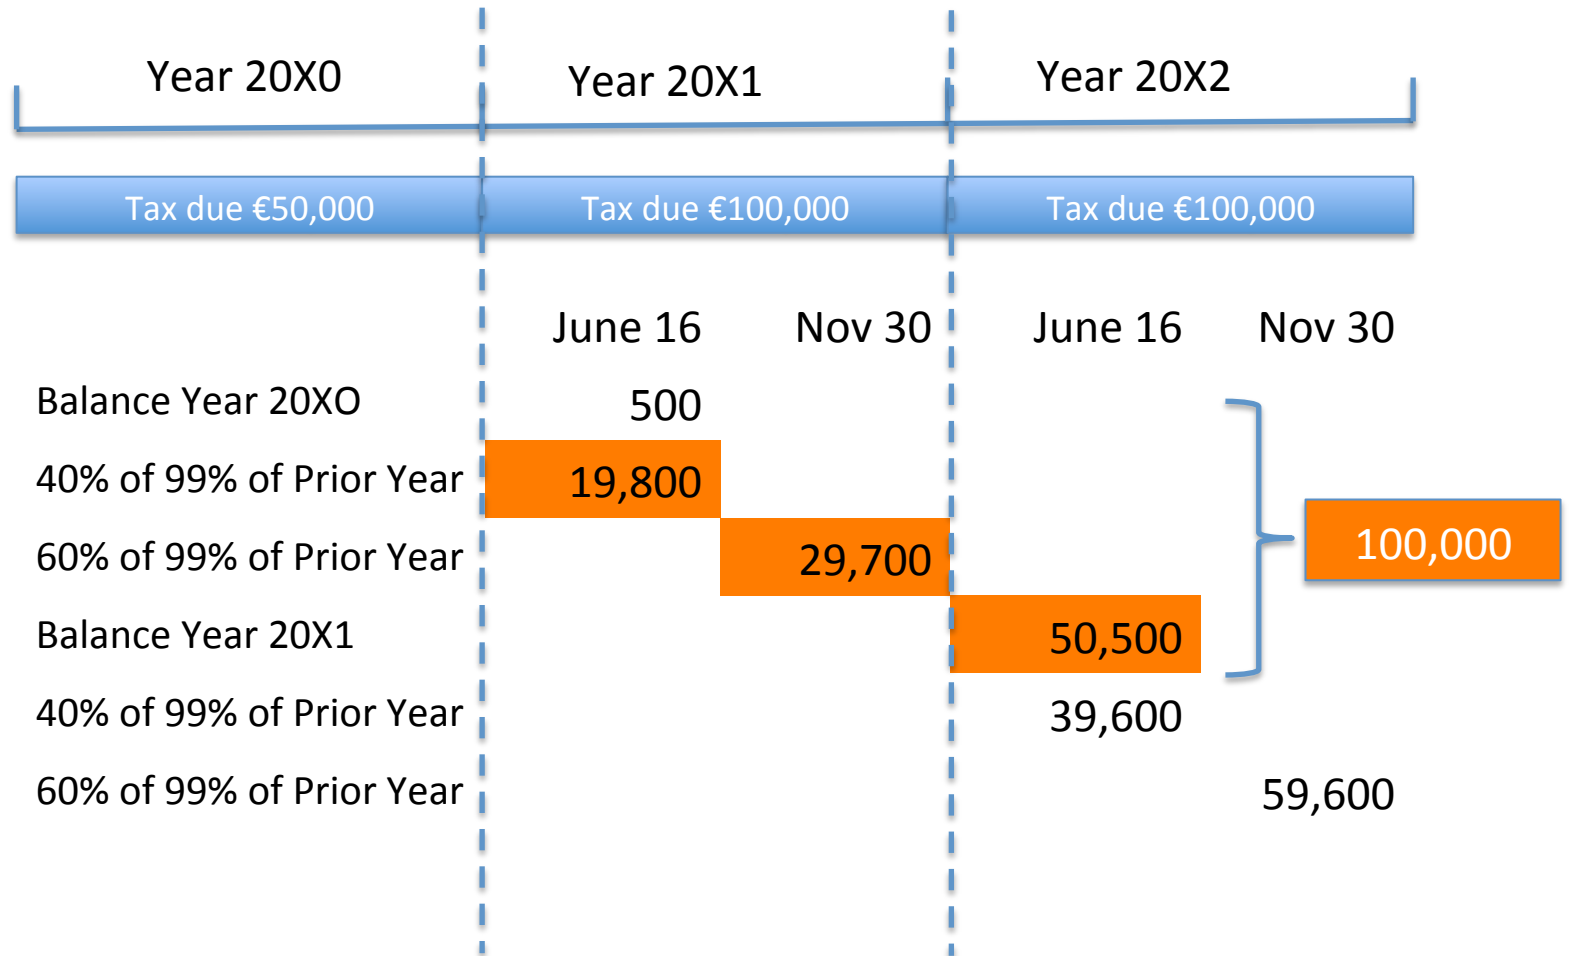 Year 20X0 Year 20X1 Year 20X2
Tax due €50,000 Tax due €100,000 Tax due €100,000
June 16 Nov 30 June 16 Nov 30
Balance Year 20XO 500
40% of 99% of Prior Year 19,800
60% of 99% of Prior Year 29,700 100,000
Balance Year 20X1 50,500
40% of 99% of Prior Year 39,600
60% of 99% of Prior Year 59,600